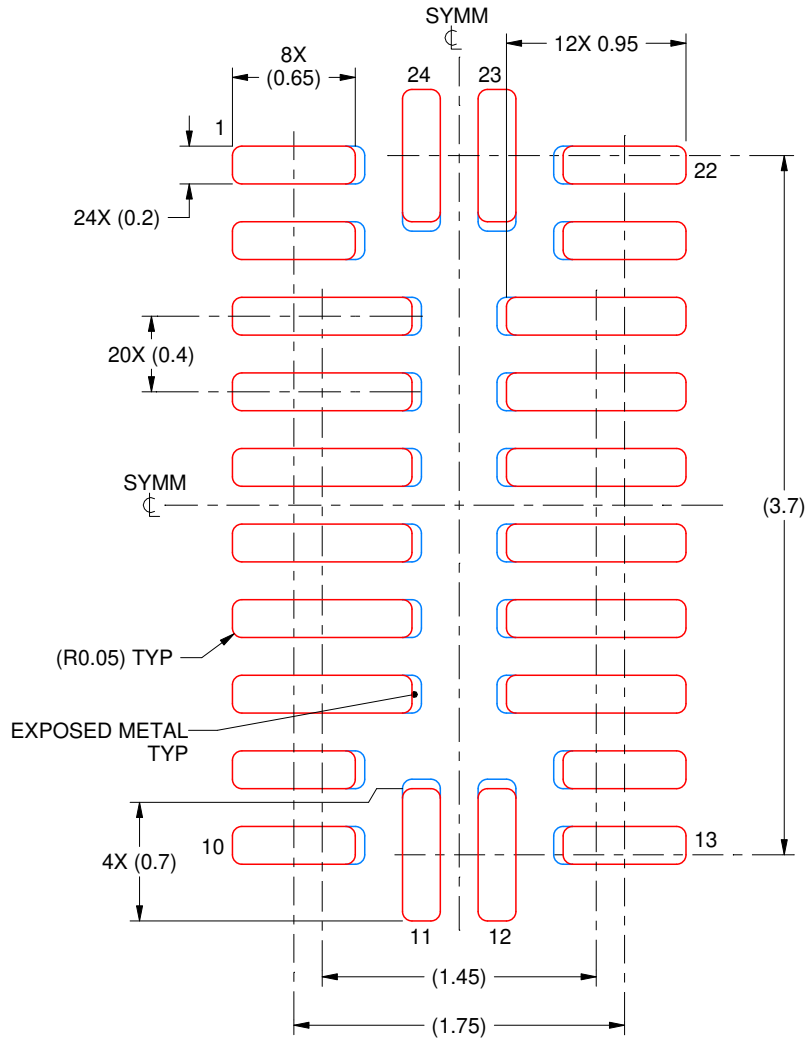 SYMM
℄
8X
(0.65)
12X 0.95
24
23
1
22
24X (0.2)
20X (0.4)
SYMM
℄
(3.7)
(R0.05) TYP
EXPOSED METAL
TYP
4X (0.7)
10
13
11
12
(1.45)
(1.75)